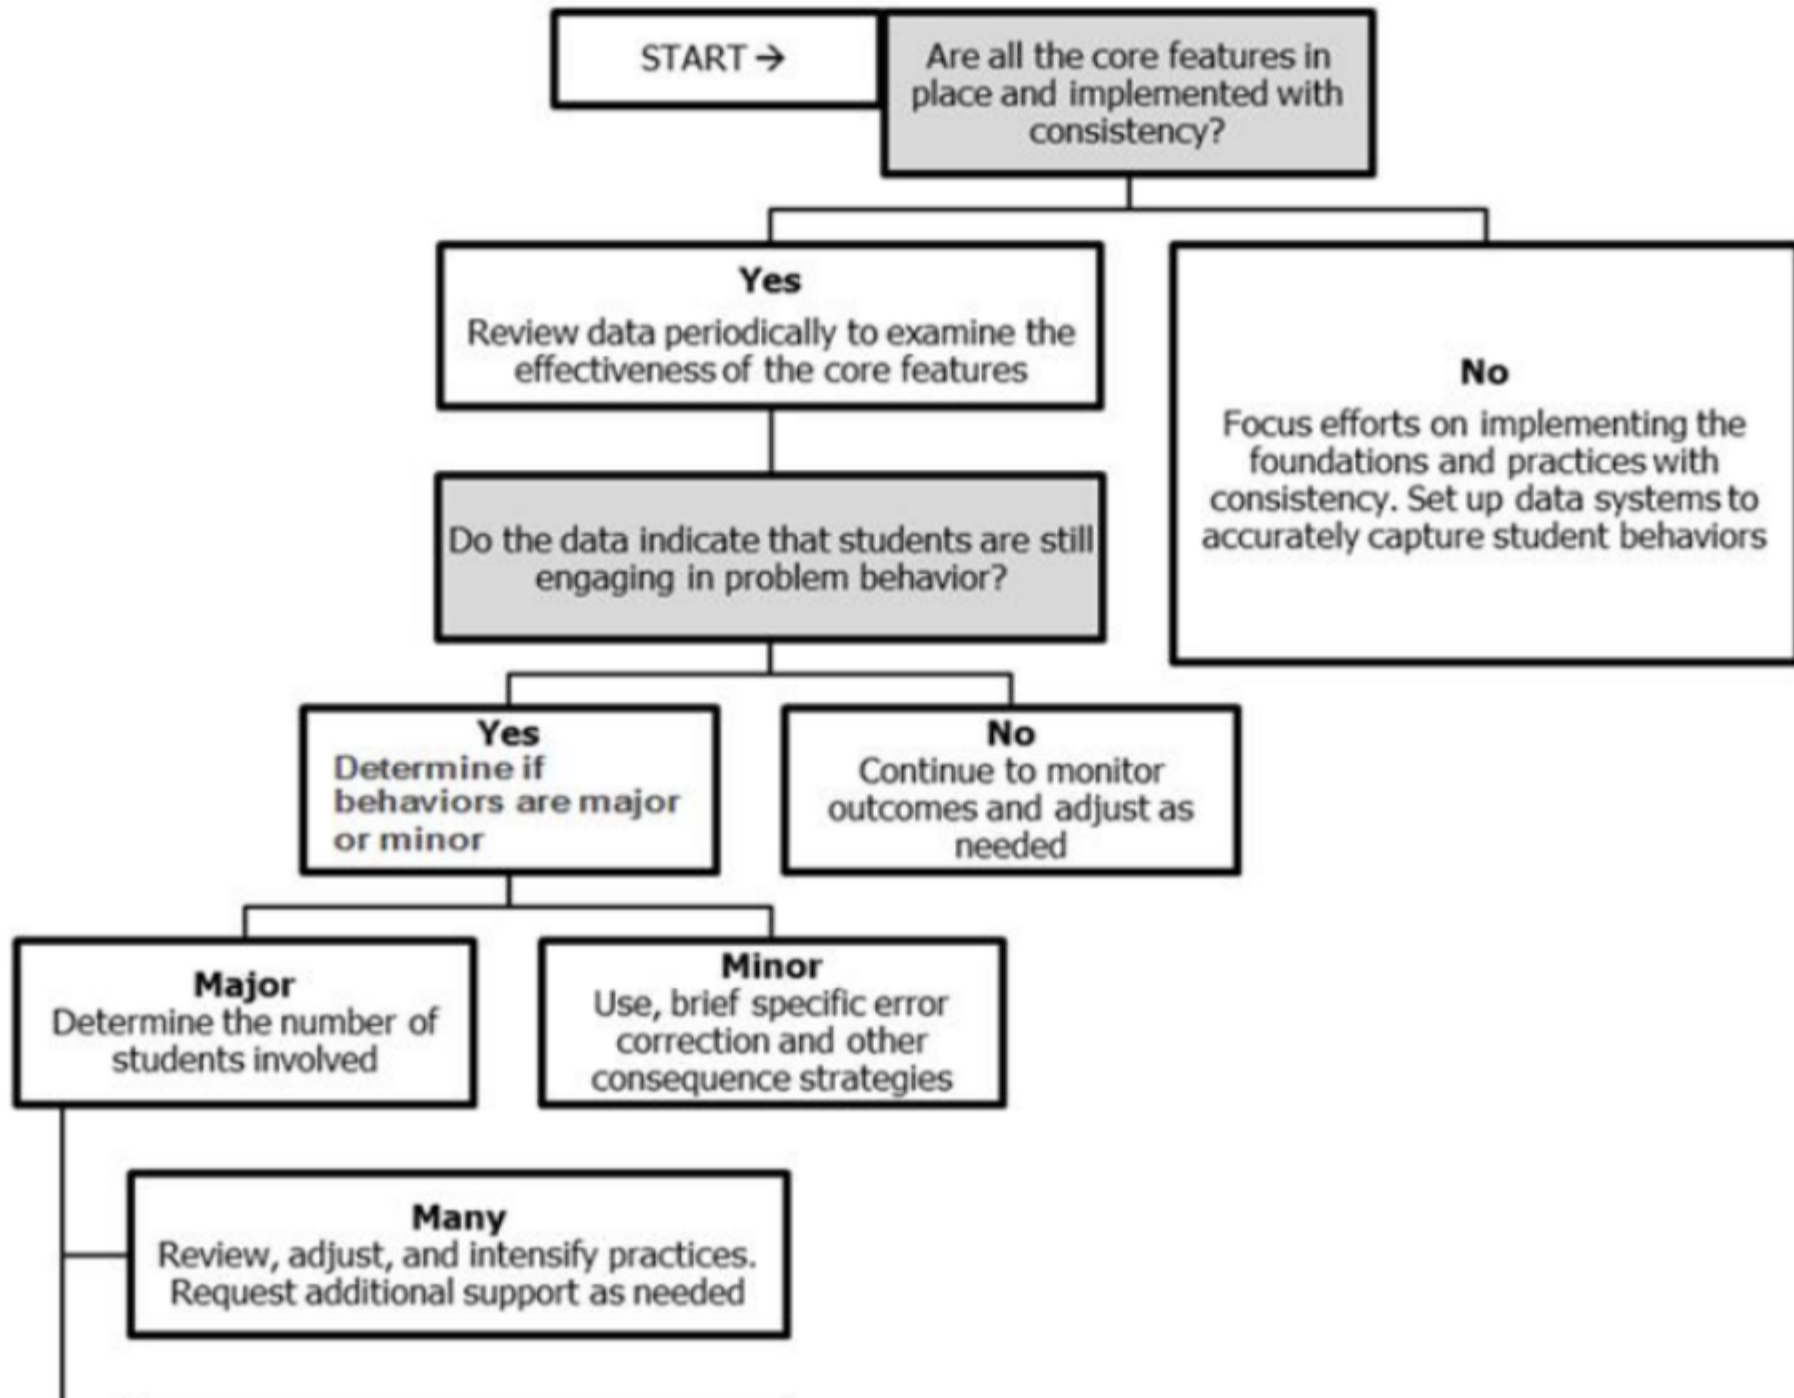 START →
Are all the core features in
place and implemented with
consistency?
Yes
Review data periodically to examine the
effectiveness of the core features
No
Focus efforts on implementing the
foundations and practices with
consistency. Set up data systems to
accurately capture student behaviors
Do the data indicate that students are still
engaging in problem behavior?
Yes
Determine if
behaviors are major
or minor
No
Continue to monitor
outcomes and adjust as
needed
Major
Determine the number of
students involved
Minor
Use, brief specific error
correction and other
consequence strategies
Many
Review, adjust, and intensify practices.
Request additional support as needed